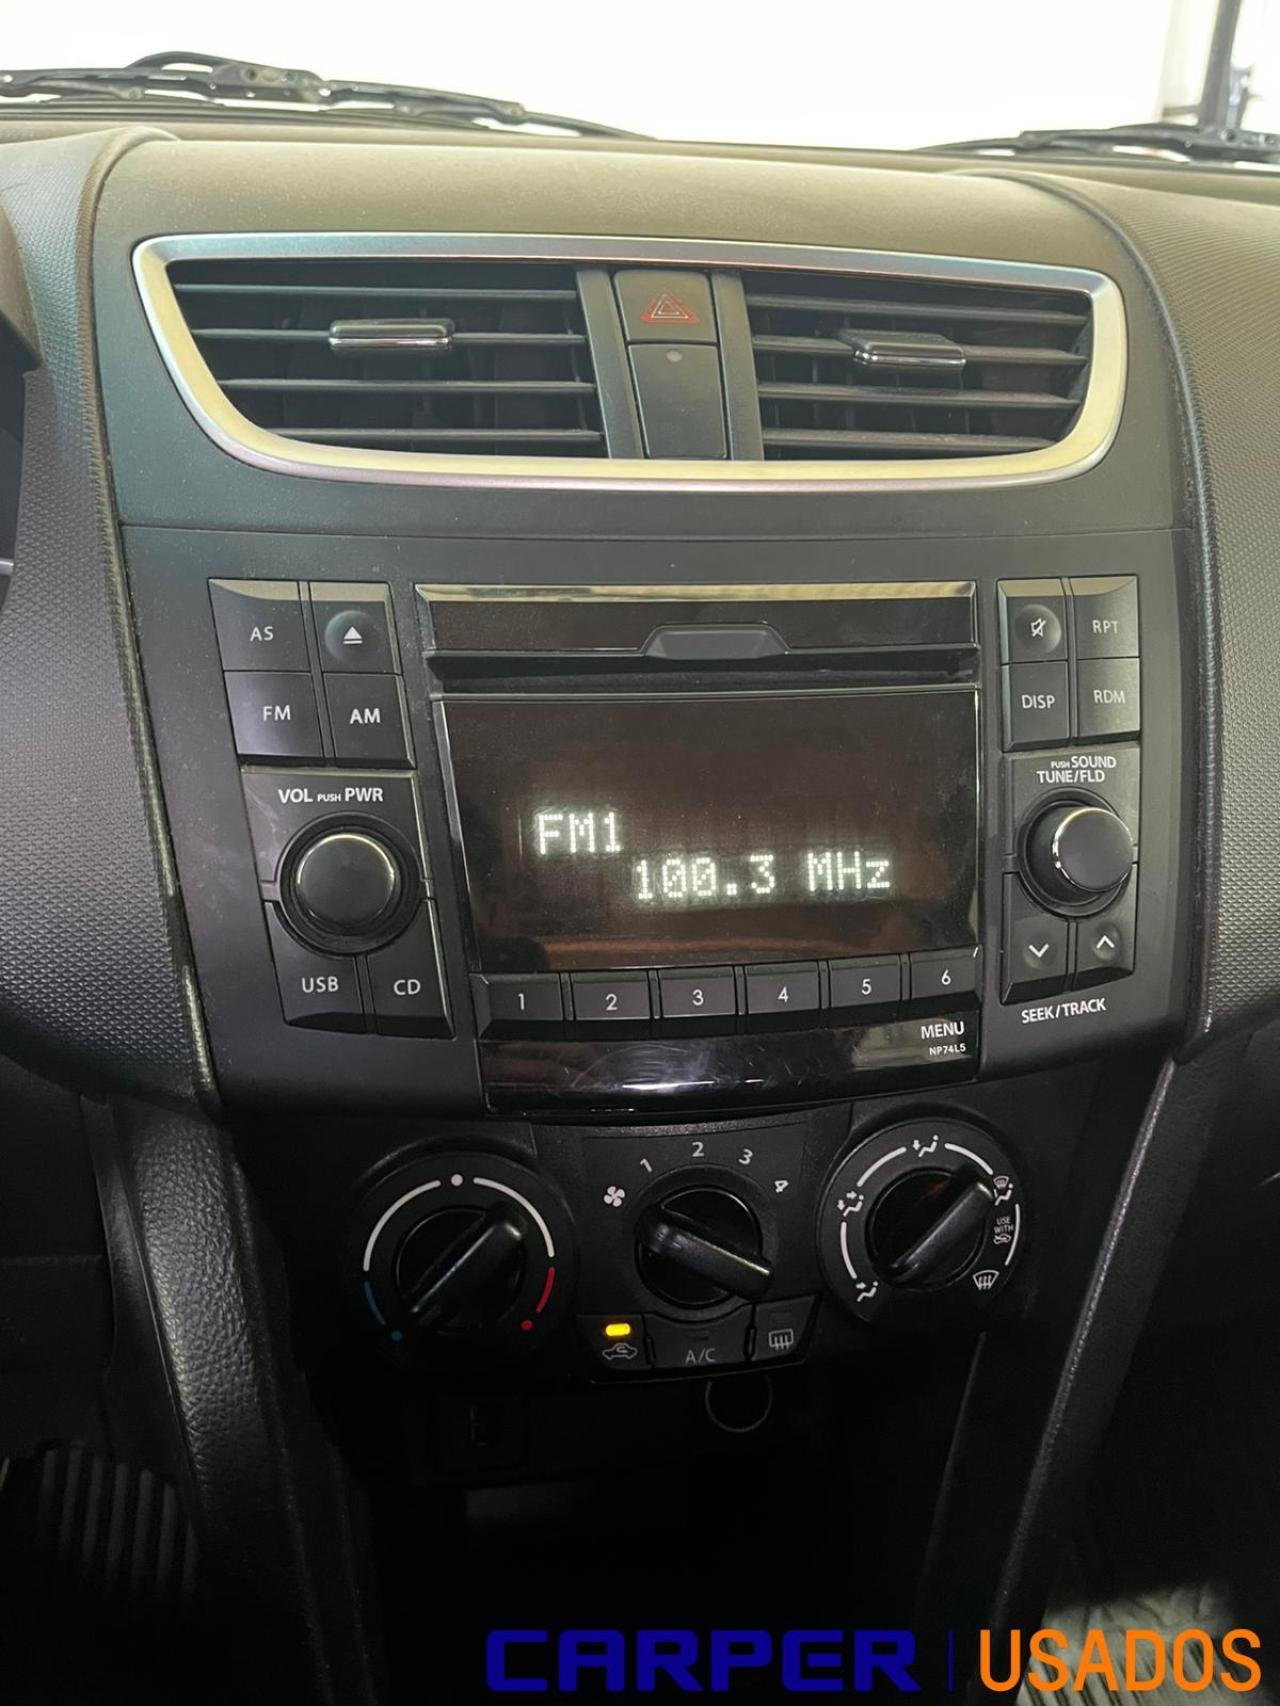 AS
FM
AM
VOL PUSH PWR
USB
CD
FM1
100.3 MHz
1 2 3 4 5 6
MENU
NP74L5
RPT
DISP
RDM
PUSH SOUND
TUNE/FLD
SEEK/TRACK
1 2 3 4
A/C
USE
WITH
CARPER | USADOS